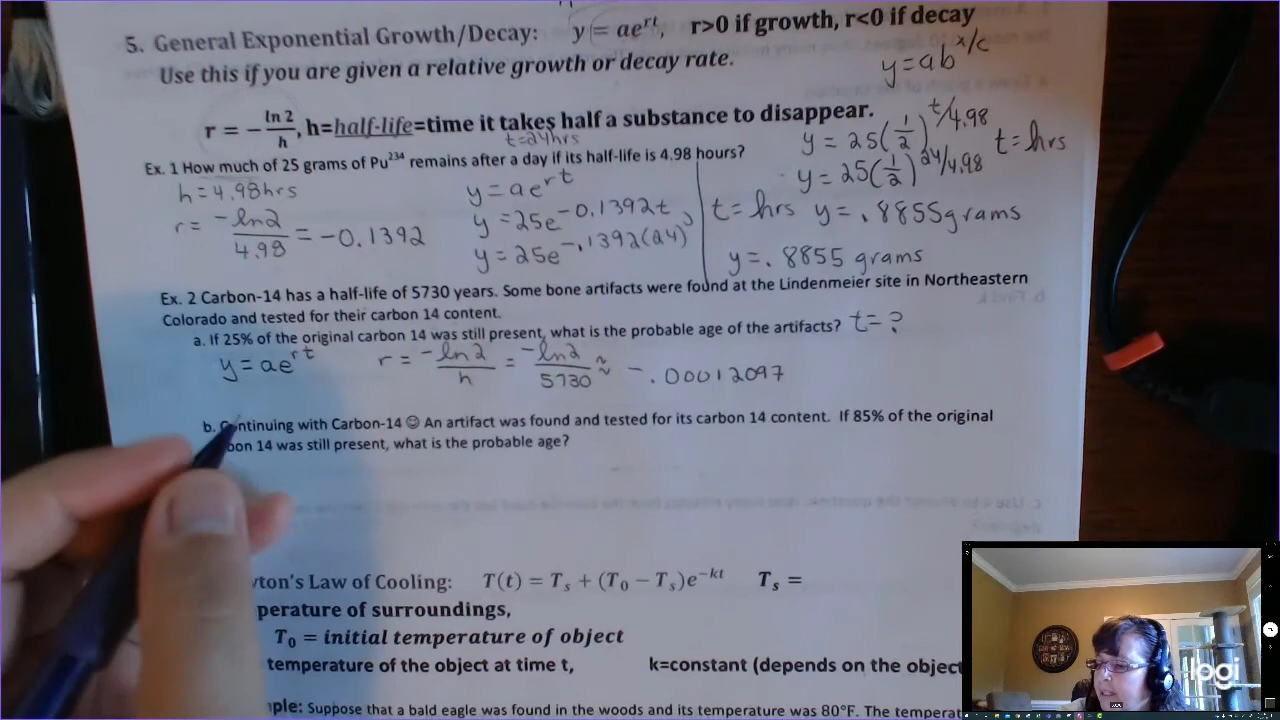 5. General Exponential Growth/Decay: y = ae^{rt}, r>0 if growth, r<0 if decay
Use this if you are given a relative growth or decay rate.
y=ab^{x/c}
r = -\frac{ln 2}{h}, h=half-life=time it takes half a substance to disappear.
t=24hrs
Ex. 1 How much of 25 grams of Pu^{234} remains after a day if its half-life is 4.98 hours?
h=4.98hrs
r = \frac{-ln2}{4.98} = -0.1392
y=ae^{rt}
y=25e^{-0.1392t}, t=hrs
y=25e^{-.1392(24)}
y=.8855 grams
y=25(\frac{1}{2})^{t/4.98} t=hrs
y=25(\frac{1}{2})^{24/4.98}
y=.8855grams
Ex. 2 Carbon-14 has a half-life of 5730 years. Some bone artifacts were found at the Lindenmeier site in Northeastern
Colorado and tested for their carbon 14 content.
a. If 25% of the original carbon 14 was still present, what is the probable age of the artifacts? t=?
y=ae^{rt} r = \frac{-ln2}{h} = \frac{-ln2}{5730} ≈ -.00012097
b. Continuing with Carbon-14 ☺ An artifact was found and tested for its carbon 14 content. If 85% of the original
bon 14 was still present, what is the probable age?
ton's Law of Cooling: T(t) = T_s + (T_0 − T_s)e^{-kt} T_s =
perature of surroundings,
T_0 = initial temperature of object
temperature of the object at time t, k=constant (depends on the object
ple: Suppose that a bald eagle was found in the woods and its temperature was 80°F. The temperat
logi